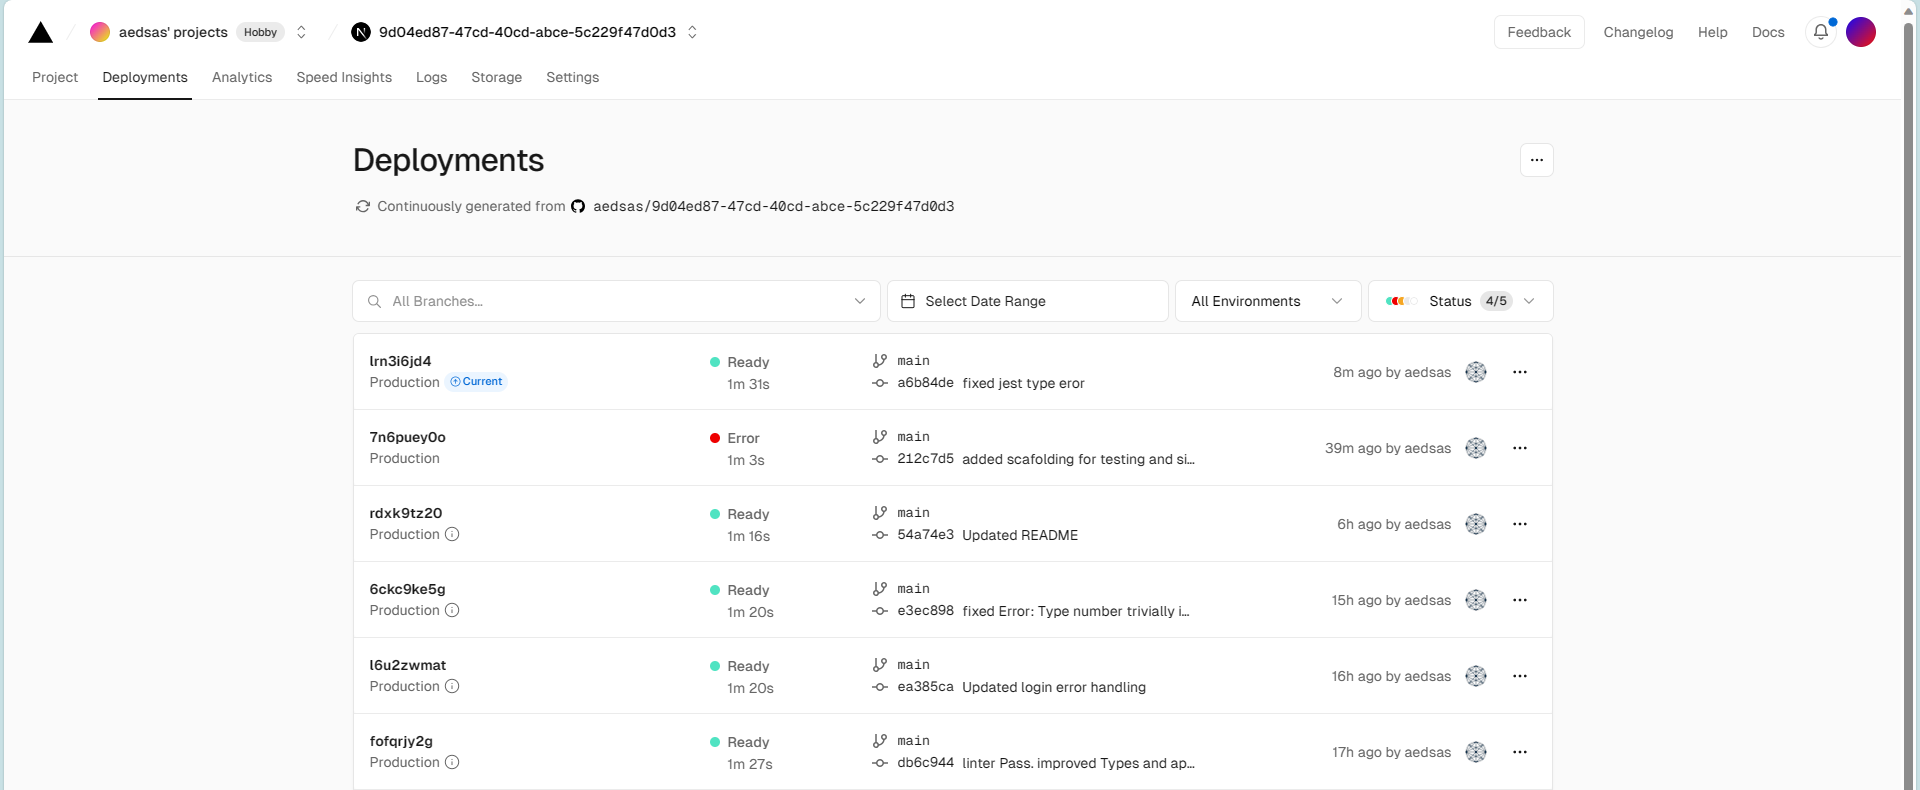 aedsas' projects Hobby 9d04ed87-47cd-40cd-abce-5c229f47d0d3 Feedback Changelog Help Docs
Project Deployments Analytics Speed Insights Logs Storage Settings
Deployments
Continuously generated from aedsas/9d04ed87-47cd-40cd-abce-5c229f47d0d3
All Branches... Select Date Range All Environments Status 4/5
lrn3i6jd4 Ready main
Production Current 1m 31s a6b84de fixed jest type eror 8m ago by aedsas
7n6puey0o Error main
Production 1m 3s 212c7d5 added scafolding for testing and si... 39m ago by aedsas
rdxk9tz20 Ready main
Production 1m 16s 54a74e3 Updated README 6h ago by aedsas
6ckc9ke5g Ready main
Production 1m 20s e3ec898 fixed Error: Type number trivially i... 15h ago by aedsas
l6u2zwmat Ready main
Production 1m 20s ea385ca Updated login error handling 16h ago by aedsas
fofqrjy2g Ready main
Production 1m 27s db6c944 linter Pass. improved Types and ap... 17h ago by aedsas